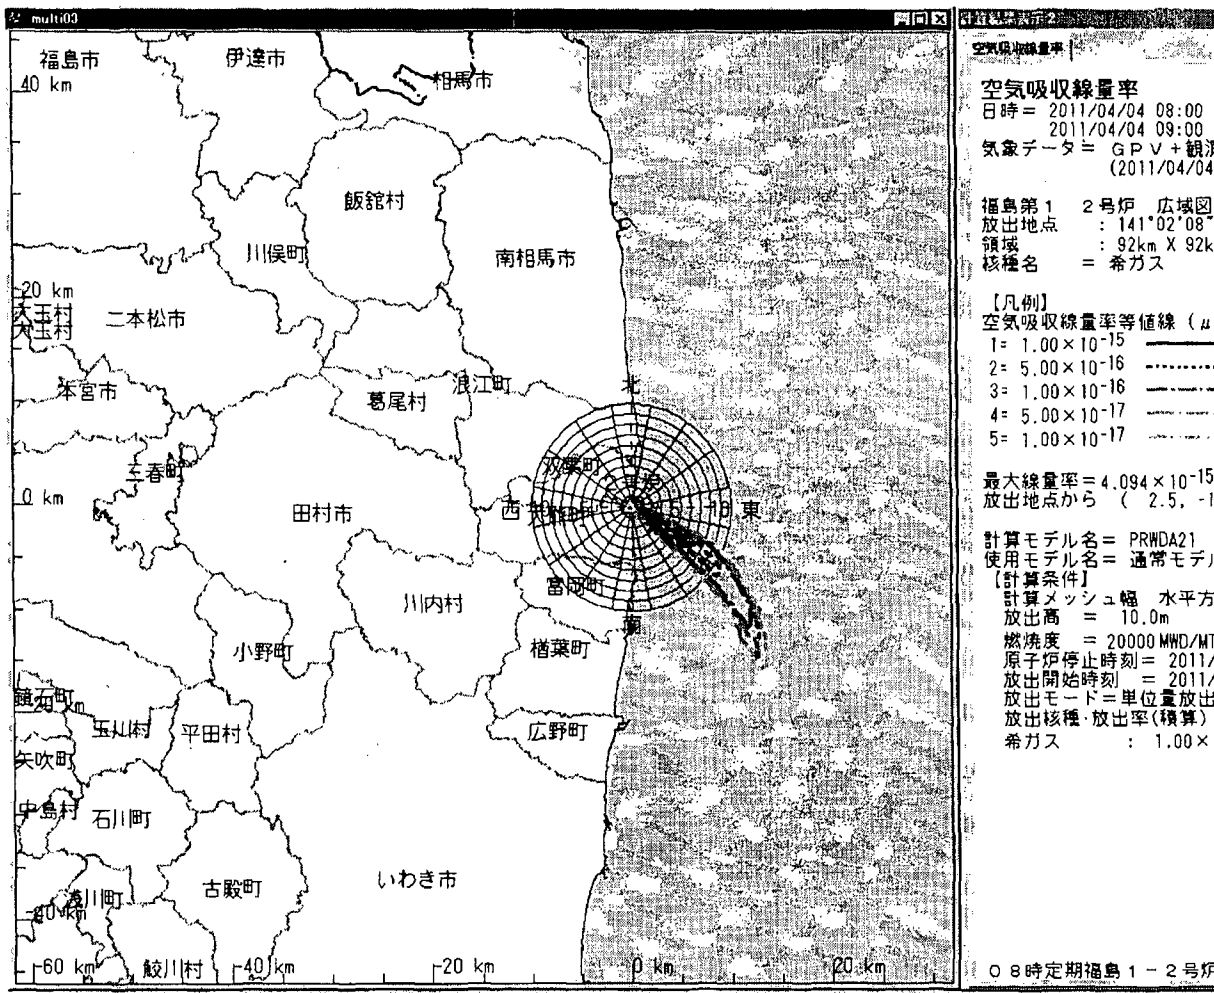 multi03
福島市
伊達市
相馬市
40 km
飯舘村
川俣町
南相馬市
20 km
大玉村
大玉村
二本松市
本宮市
浪江町
葛尾村
北
三春町
双葉町
0 km
田村市
西
東
富岡町
川内村
南
小野町
楢葉町
鏡石町
玉川村
平田村
広野町
矢吹町
中島村
石川町
浅川町
古殿町
いわき市
-40 km
鮫川村
-60 km
-40 km
-20 km
0 km
20 km
空気吸収線量率
空気吸収線量率
日時= 2011/04/04 08:00
2011/04/04 09:00
気象データ= GPV+観測
(2011/04/04
福島第1 2号炉 広域図
放出地点 : 141°02'08"
領域 : 92km X 92k
核種名 = 希ガス
【凡例】
空気吸収線量率等値線 (μ
1= 1.00×10⁻¹⁵
2= 5.00×10⁻¹⁶
3= 1.00×10⁻¹⁶
4= 5.00×10⁻¹⁷
5= 1.00×10⁻¹⁷
最大線量率=4.094×10⁻¹⁵
放出地点から ( 2.5, -1
計算モデル名= PRWDA21
使用モデル名= 通常モデル
【計算条件】
計算メッシュ幅 水平方
放出高 = 10.0m
燃焼度 = 20000MWD/MT
原子炉停止時刻= 2011/
放出開始時刻 = 2011/
放出モード=単位量放出
放出核種・放出率(積算)
希ガス : 1.00×
08時定期福島1-2号炉